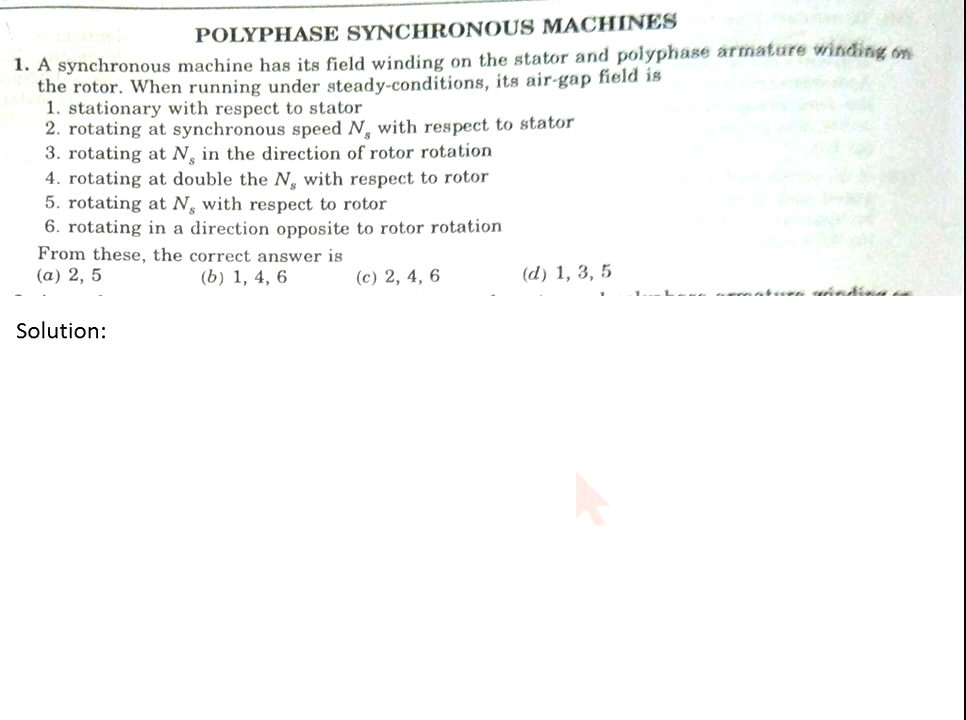 POLYPHASE SYNCHRONOUS MACHINES
1. A synchronous machine has its field winding on the stator and polyphase armature winding on
the rotor. When running under steady-conditions, its air-gap field is
1. stationary with respect to stator
2. rotating at synchronous speed Nₛ with respect to stator
3. rotating at Nₛ in the direction of rotor rotation
4. rotating at double the Nₛ with respect to rotor
5. rotating at Nₛ with respect to rotor
6. rotating in a direction opposite to rotor rotation
From these, the correct answer is
(a) 2, 5 (b) 1, 4, 6 (c) 2, 4, 6 (d) 1, 3, 5
Solution: